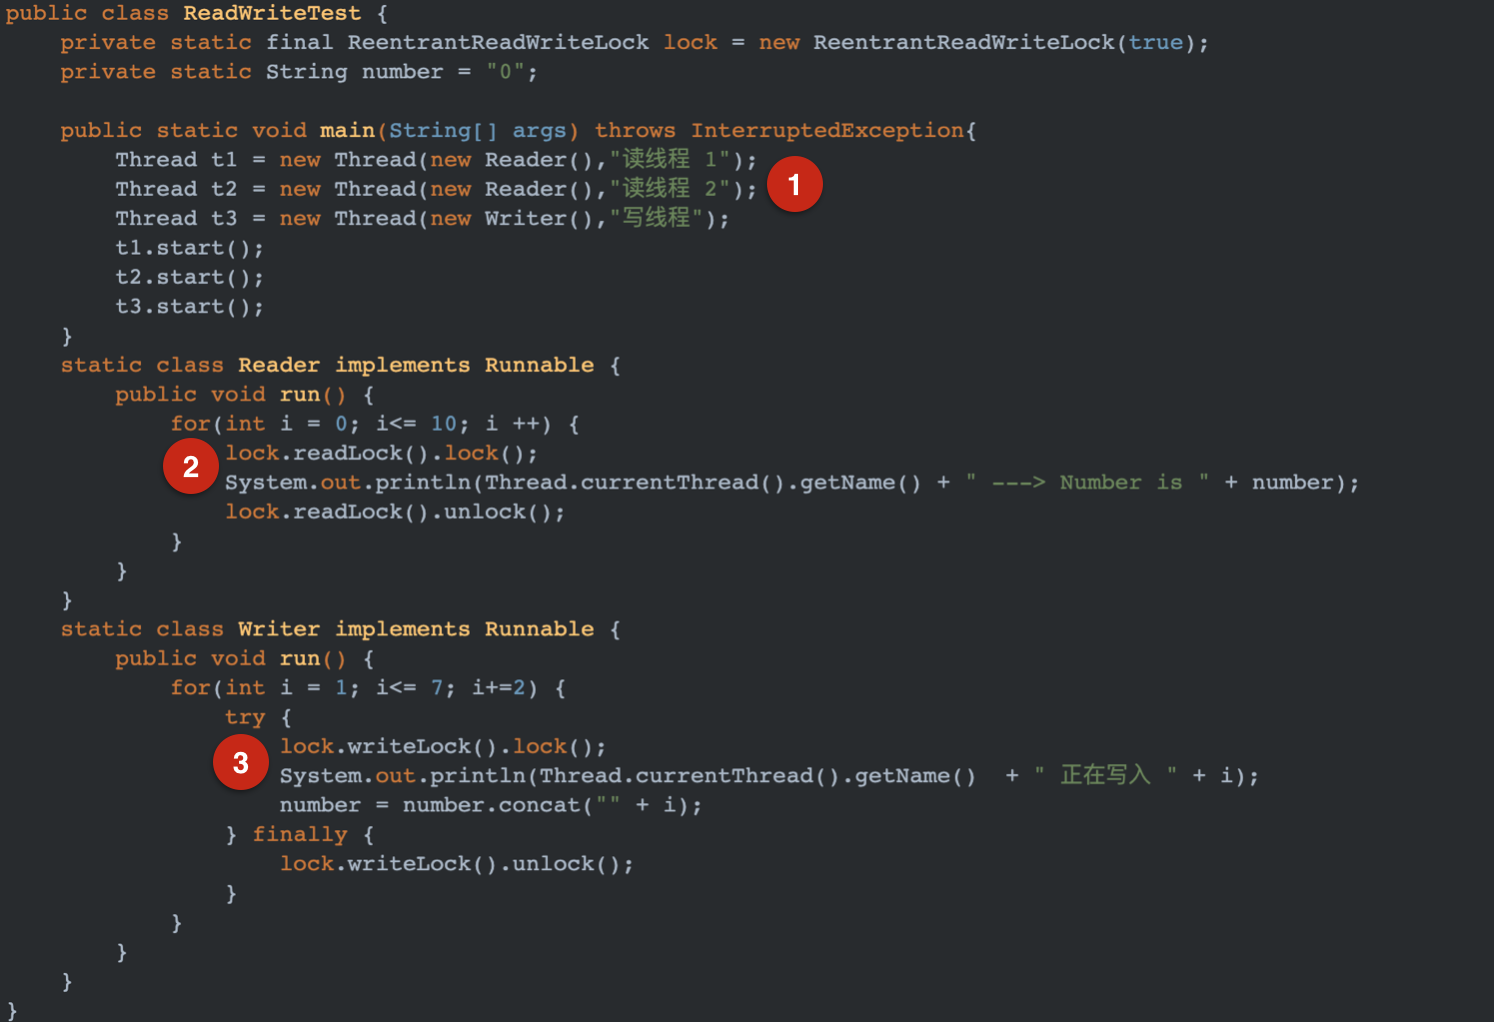 public class ReadWriteTest {
    private static final ReentrantReadWriteLock lock = new ReentrantReadWriteLock(true);
    private static String number = "0";

    public static void main(String[] args) throws InterruptedException{
        Thread t1 = new Thread(new Reader(),"读线程 1");
1
        Thread t2 = new Thread(new Reader(),"读线程 2");
        Thread t3 = new Thread(new Writer(),"写线程");
        t1.start();
        t2.start();
        t3.start();
    }
    static class Reader implements Runnable {
        public void run() {
            for(int i = 0; i<= 10; i ++) {
                lock.readLock().lock();
2
                System.out.println(Thread.currentThread().getName() + " ---> Number is " + number);
                lock.readLock().unlock();
            }
        }
    }
    static class Writer implements Runnable {
        public void run() {
            for(int i = 1; i<= 7; i+=2) {
                try {
                    lock.writeLock().lock();
3
                    System.out.println(Thread.currentThread().getName()  + " 正在写入 " + i);
                    number = number.concat("" + i);
                } finally {
                    lock.writeLock().unlock();
                }
            }
        }
    }
}